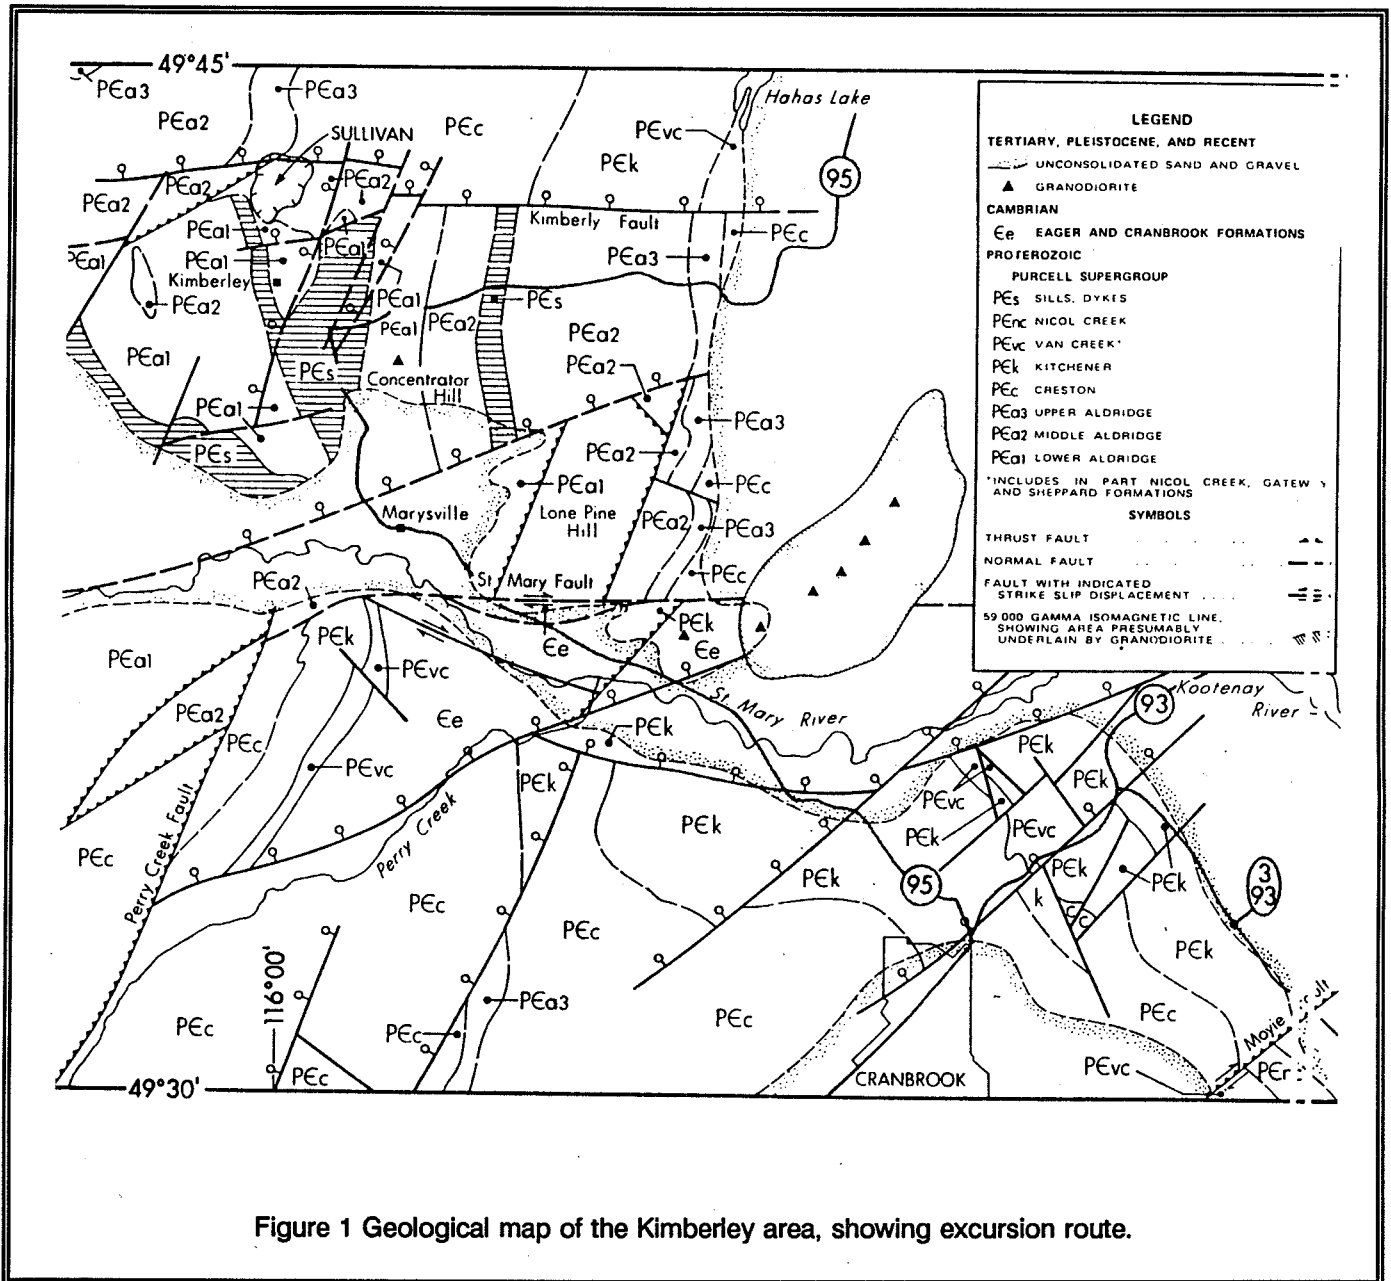 49°45'
PЄa3
PЄa3
PЄa2
SULLIVAN
PЄc
PЄvc
Hahas Lake
PЄk
95
PЄa2
PЄa2
PЄa2
Kimberly Fault
PЄc
PЄa1
PЄa1
PЄa1
PЄa1
PЄa3
Kimberley
PЄa2
PЄa1
PЄs
PЄa1
PЄa2
PЄa2
PЄa1
PЄa2
PЄs
Concentrator
Hill
PЄa1
PЄa3
PЄs
PЄa2
PЄa1
PЄc
Marysville
Lone Pine
Hill
PЄa2
PЄa3
St Mary Fault
PЄc
PЄa2
PЄk
PЄk
Єe
Єe
PЄa1
PЄvc
St Mary River
Kootenay
River
93
PЄa2
Єe
PЄc
PЄk
PЄk
PЄvc
PЄk
PЄk
PЄvc
PЄk
PЄk
PЄvc
Perry Creek
PЄc
Perry Creek Fault
PЄk
95
PЄk
PЄk
3
93
k
c
c
PЄc
PЄc
PЄk
116°00'
PЄa3
PЄc
PЄc
PЄc
PЄc
Moyie
PЄc
PЄvc
49°30'
CRANBROOK
LEGEND
TERTIARY, PLEISTOCENE, AND RECENT
UNCONSOLIDATED SAND AND GRAVEL
GRANODIORITE
CAMBRIAN
Єe EAGER AND CRANBROOK FORMATIONS
PROTEROZOIC
PURCELL SUPERGROUP
PЄs SILLS, DYKES
PЄnc NICOL CREEK
PЄvc VAN CREEK*
PЄk KITCHENER
PЄc CRESTON
PЄa3 UPPER ALDRIDGE
PЄa2 MIDDLE ALDRIDGE
PЄa1 LOWER ALDRIDGE
*INCLUDES IN PART NICOL CREEK,
AND SHEPPARD FORMATIONS
SYMBOLS
THRUST FAULT
NORMAL FAULT
FAULT WITH INDICATED
STRIKE SLIP DISPLACEMENT
59 000 GAMMA ISOMAGNETIC LINE,
SHOWING AREA PRESUMABLY
UNDERLAIN BY GRANODIORITE
Figure 1 Geological map of the Kimberley area, showing excursion route.